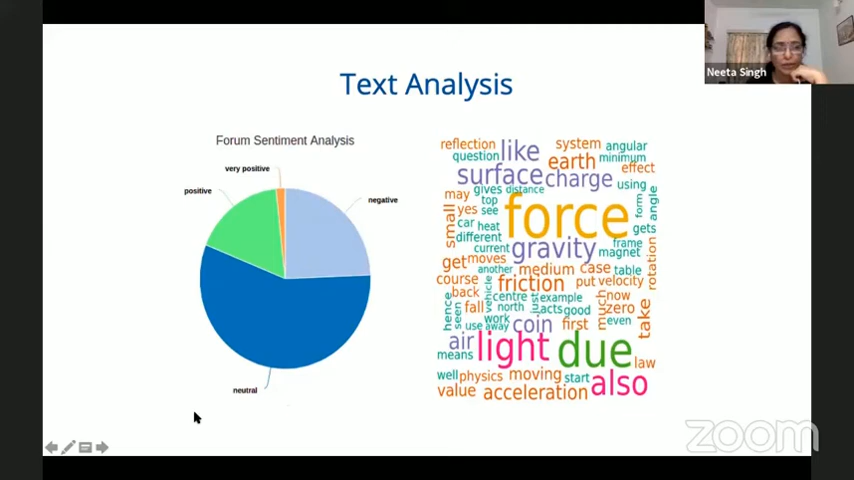 Neeta Singh
Text Analysis
Forum Sentiment Analysis
very positive
positive
negative
neutral
reflection
system
angular
question
like
earth
minimum
effect
surface
charge
using
may
gives
distance
top
form
angle
small
yes
see
force
car
heat
gets
different
gravity
frame
current
magnet
rotation
get
moves
another
medium
case
table
course
friction
put
velocity
back
vehicle
centre
just
example
much
now
hence
seen
fall
north
acts
good
zero
take
work
use
away
coin
first
even
air
light
due
means
law
well
physics
moving
start
also
value
acceleration
zoom